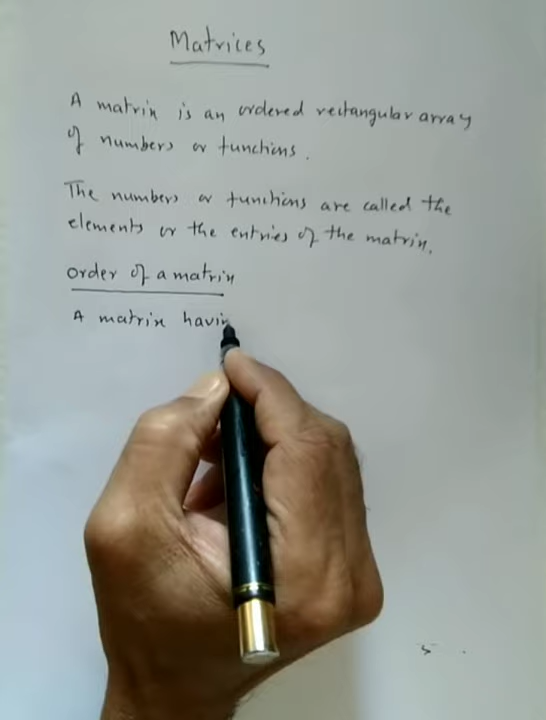 Matrices
A matrix is an ordered rectangular array
of numbers or functions.
The numbers or functions are called the
elements or the entries of the matrix.
order of a matrix
A matrix havin